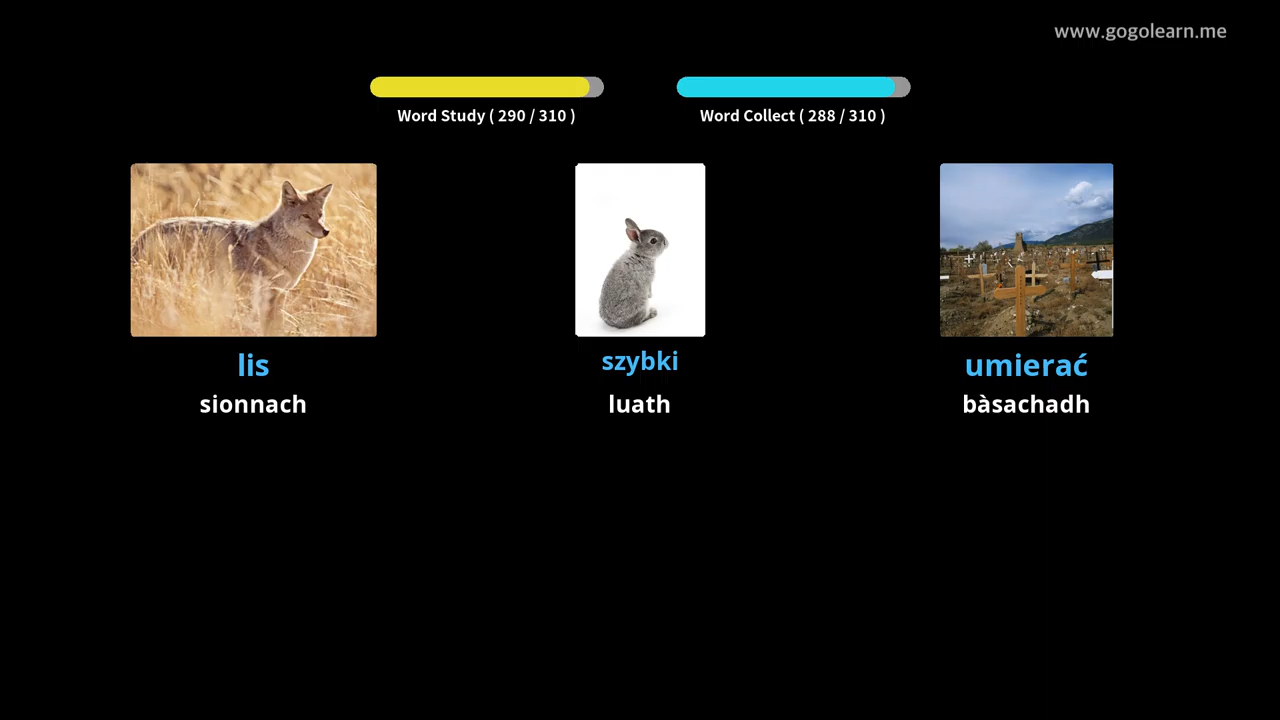 www.gogolearn.me
Word Study ( 290 / 310 )
Word Collect ( 288 / 310 )
lis
sionnach
szybki
luath
umierać
bàsachadh